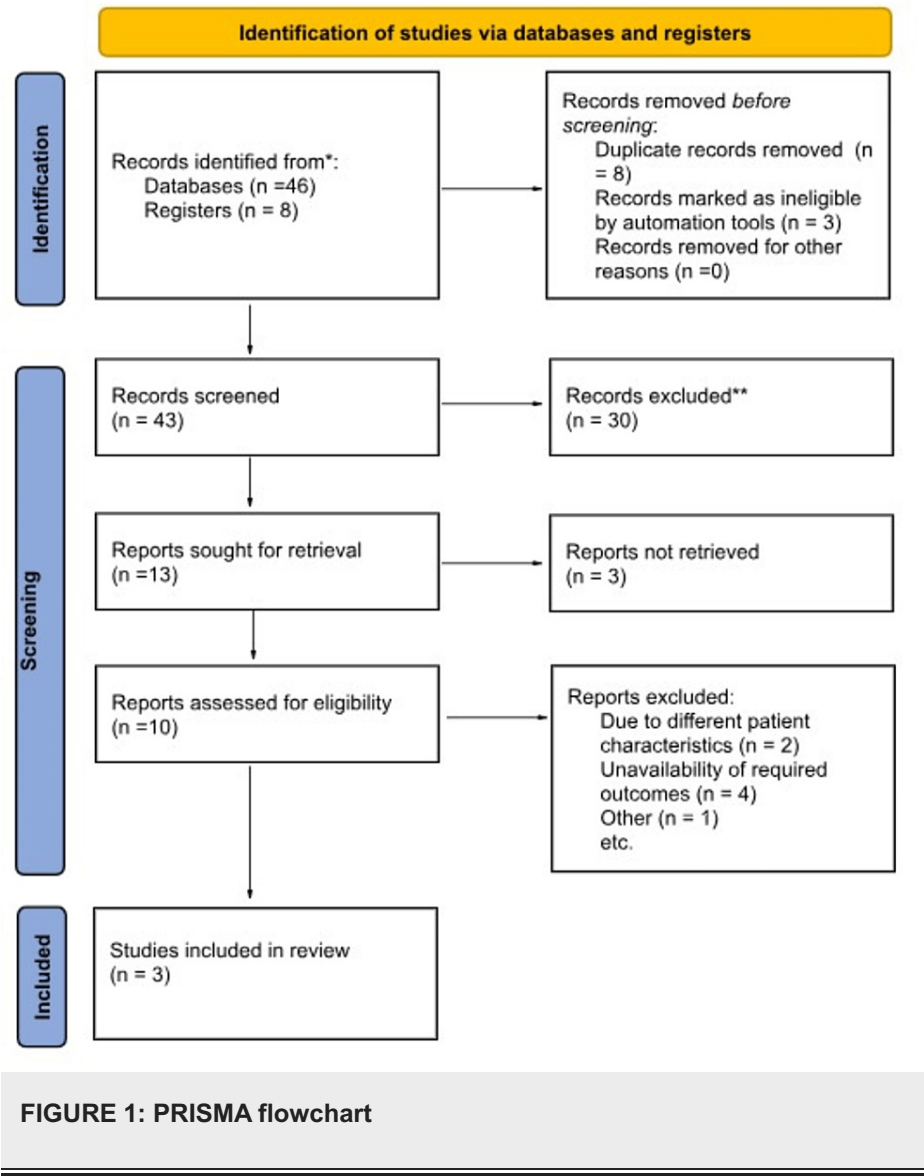 Identification of studies via databases and registers
Identification
Records identified from*:
Databases (n =46)
Registers (n = 8)
Records removed before
screening:
Duplicate records removed (n
= 8)
Records marked as ineligible
by automation tools (n = 3)
Records removed for other
reasons (n =0)
Screening
Records screened
(n = 43)
Records excluded**
(n = 30)
Reports sought for retrieval
(n =13)
Reports not retrieved
(n = 3)
Reports assessed for eligibility
(n =10)
Reports excluded:
Due to different patient
characteristics (n = 2)
Unavailability of required
outcomes (n = 4)
Other (n = 1)
etc.
Included
Studies included in review
(n = 3)
FIGURE 1: PRISMA flowchart